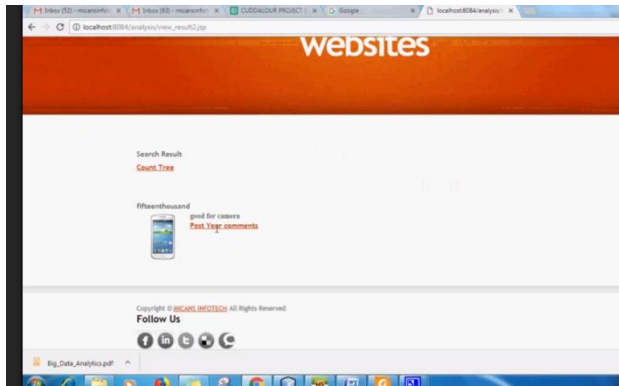 Inbox (52) - micansinfo
Inbox (93) - micansinfo
CUDDALOUR PROJECT
Google
localhost:8084/analysis/
localhost:8084/analysis/view_result2.jsp
websites
Search Result
Count Tree
fifteenthousand
good for camera
Post Your comments
Copyright © MICANS INFOTECH All Rights Reserved
Follow Us
Big_Data_Analytics.pdf